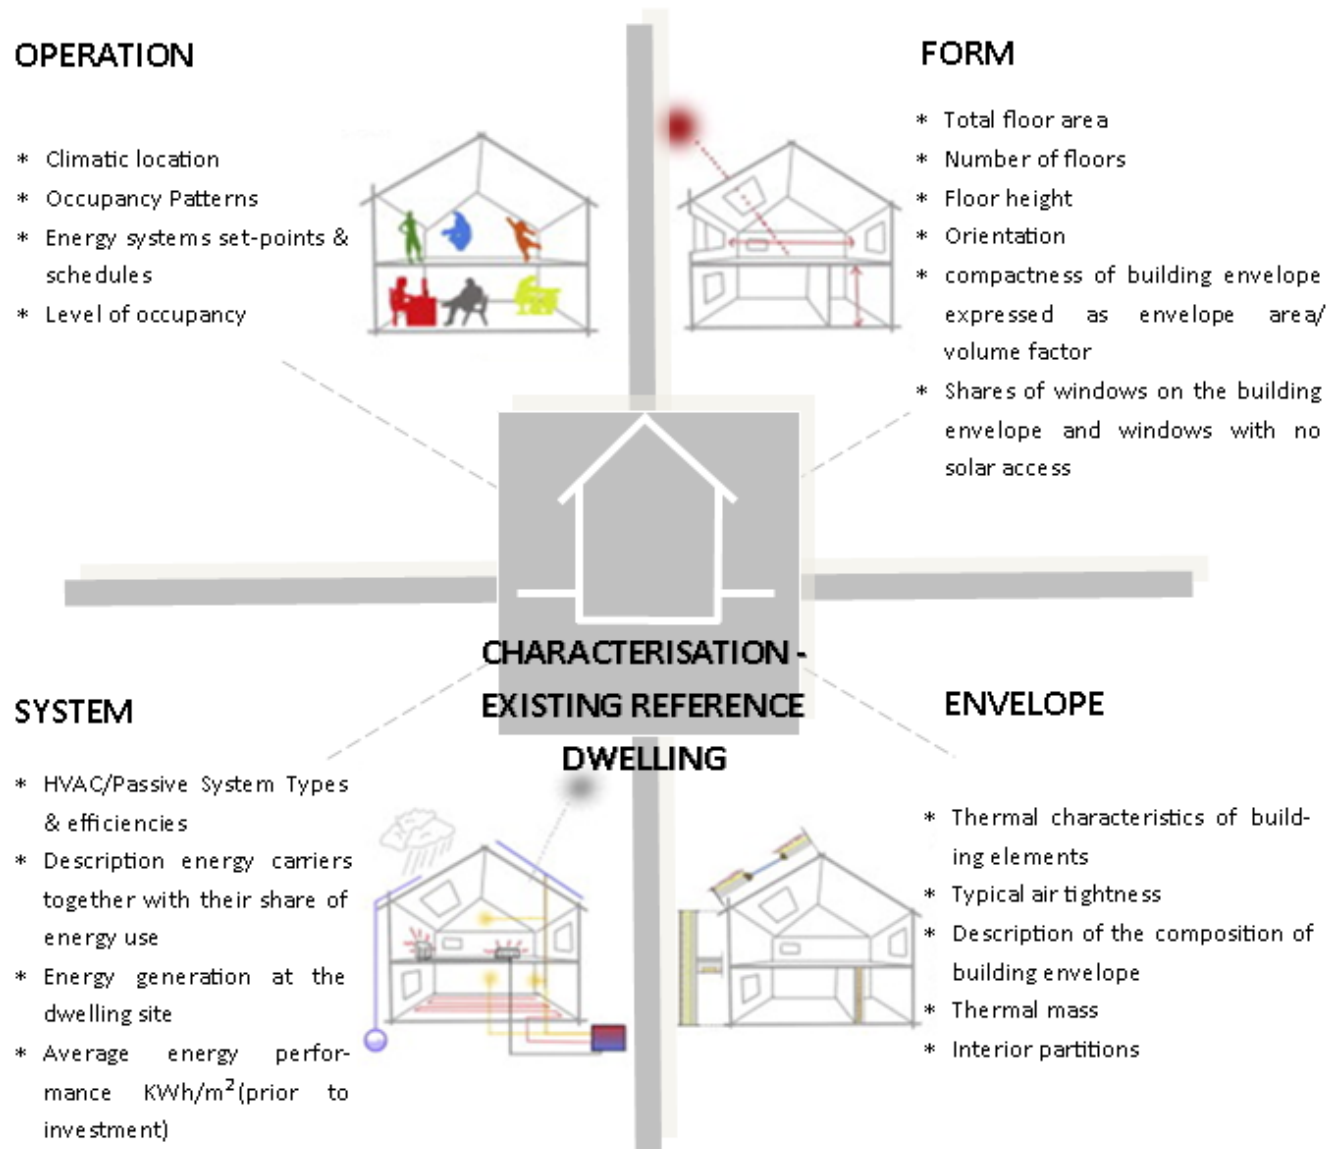 OPERATION
* Climatic location
* Occupancy Patterns
* Energy systems set-points &
schedules
* Level of occupancy
FORM
* Total floor area
* Number of floors
* Floor height
* Orientation
* compactness of building envelope
expressed as envelope area/
volume factor
* Shares of windows on the building
envelope and windows with no
solar access
CHARACTERISATION -
EXISTING REFERENCE
DWELLING
SYSTEM
* HVAC/Passive System Types
& efficiencies
* Description energy carriers
together with their share of
energy use
* Energy generation at the
dwelling site
* Average energy perfor-
mance KWh/m²(prior to
investment)
ENVELOPE
* Thermal characteristics of build-
ing elements
* Typical air tightness
* Description of the composition of
building envelope
* Thermal mass
* Interior partitions